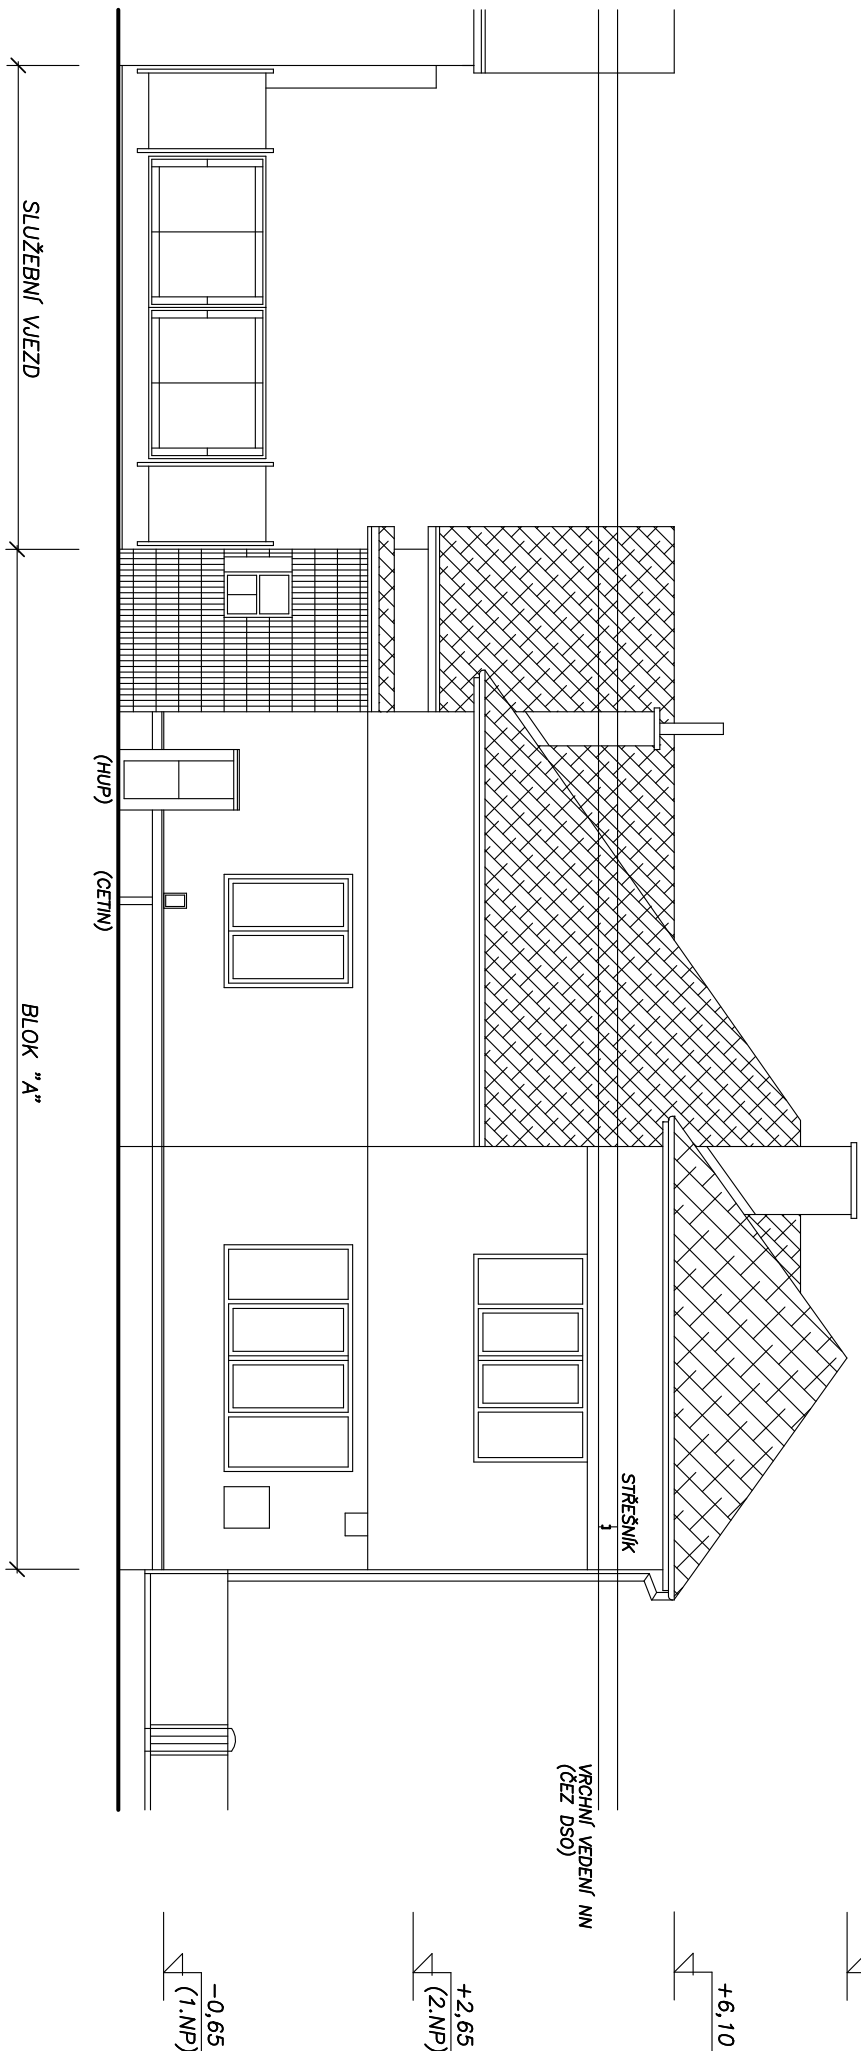 SLUŽEBNÍ VJEZD
BLOK "A"
(HUP)
(CETIN)
STŘEŠNÍK
VRCHNÍ VEDENÍ NN
(ČEZ DSO)
+6,10
+2,65
(2.NP)
-0,65
(1.NP)